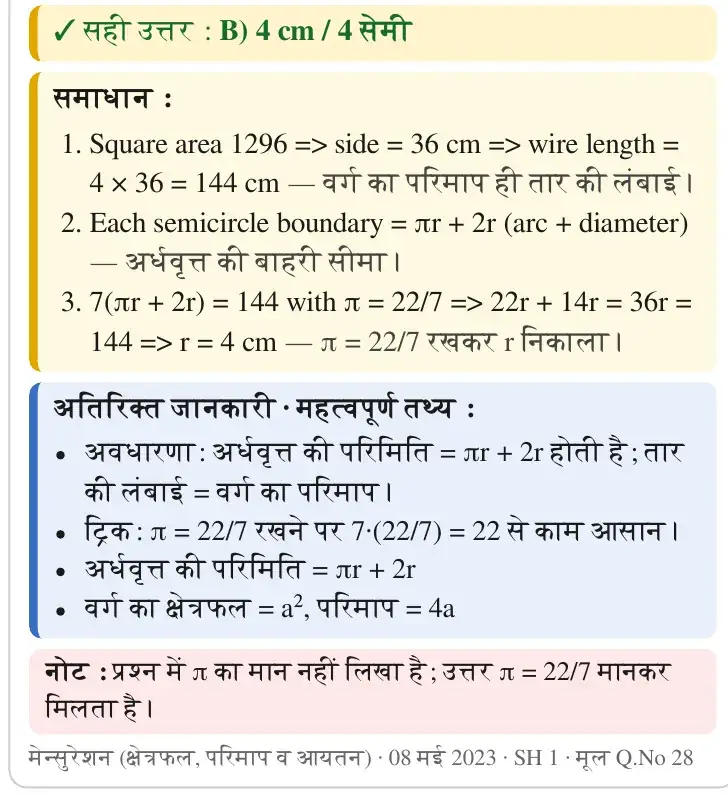 ✓ सही उत्तर : B) 4 cm / 4 सेमी
समाधान :
1. Square area 1296 => side = 36 cm => wire length =
4 × 36 = 144 cm — वर्ग का परिमाप ही तार की लंबाई।
2. Each semicircle boundary = πr + 2r (arc + diameter)
— अर्धवृत्त की बाहरी सीमा।
3. 7(πr + 2r) = 144 with π = 22/7 => 22r + 14r = 36r =
144 => r = 4 cm — π = 22/7 रखकर r निकाला।
अतिरिक्त जानकारी · महत्वपूर्ण तथ्य :
• अवधारणा : अर्धवृत्त की परिमिति = πr + 2r होती है ; तार
की लंबाई = वर्ग का परिमाप।
• ट्रिक : π = 22/7 रखने पर 7·(22/7) = 22 से काम आसान।
• अर्धवृत्त की परिमिति = πr + 2r
• वर्ग का क्षेत्रफल = a², परिमाप = 4a
नोट : प्रश्न में π का मान नहीं लिखा है ; उत्तर π = 22/7 मानकर
मिलता है।
मेन्सुरेशन (क्षेत्रफल, परिमाप व आयतन) · 08 मई 2023 · SH 1 · मूल Q.No 28